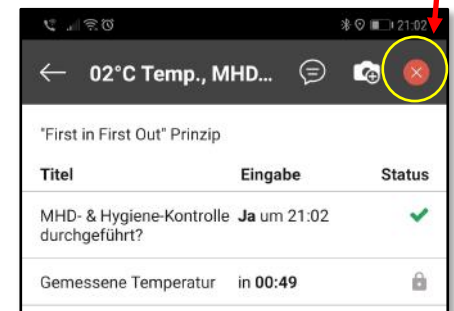 21:02
02°C Temp., MHD...
"First in First Out" Prinzip
Titel Eingabe Status
MHD- & Hygiene-Kontrolle Ja um 21:02
durchgeführt?
Gemessene Temperatur in 00:49